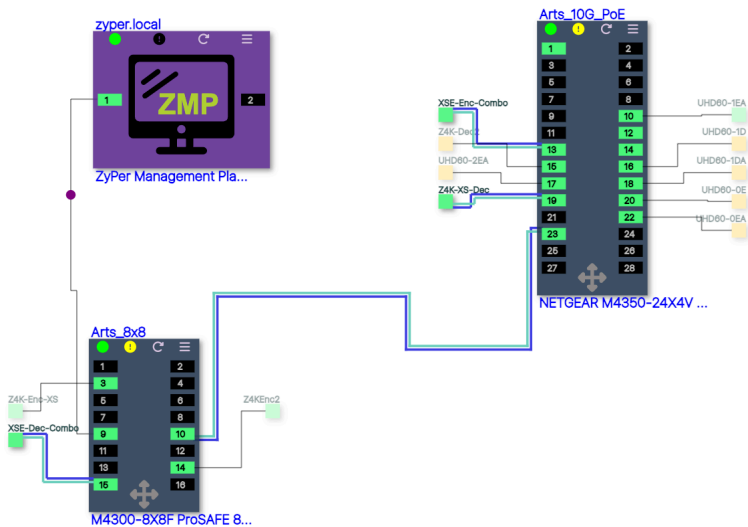 zyper.local
!
1
ZMP
2
ZyPer Management Pla...
Arts_10G_PoE
!
1 2
3 4
5 6
7 8
9 10
11 12
13 14
15 16
17 18
19 20
21 22
23 24
25 26
27 28
NETGEAR M4350-24X4V ...
XSE-Enc-Combo
Z4K-Dec2
UHD60-2EA
Z4K-XS-Dec
UHD60-1EA
UHD60-1D
UHD60-1DA
UHD60-0E
UHD60-0EA
Arts_8x8
!
1 2
3 4
5 6
7 8
9 10
11 12
13 14
15 16
M4300-8X8F ProSAFE 8...
Z4K-Enc-XS
XSE-Dec-Combo
Z4KEnc2